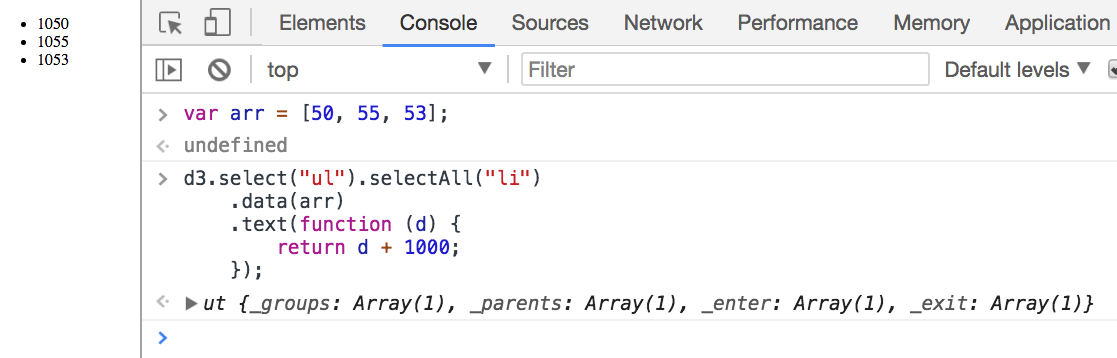 1050
1055
1053
Elements Console Sources Network Performance Memory Application
top Filter Default levels
> var arr = [50, 55, 53];
undefined
> d3.select("ul").selectAll("li")
.data(arr)
.text(function (d) {
return d + 1000;
});
ut {_groups: Array(1), _parents: Array(1), _enter: Array(1), _exit: Array(1)}
>